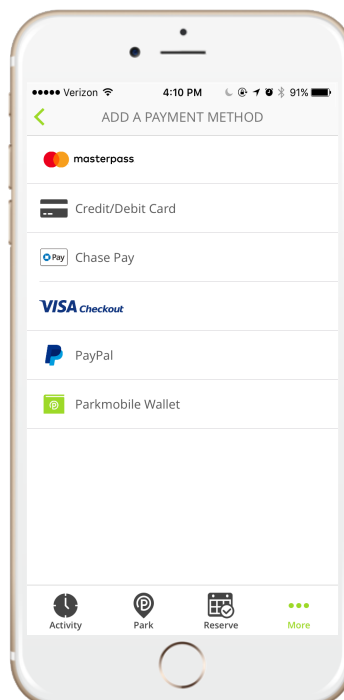 Verizon 4:10 PM 91%
ADD A PAYMENT METHOD
masterpass
Credit/Debit Card
Pay Chase Pay
VISA Checkout
PayPal
Parkmobile Wallet
Activity Park Reserve More